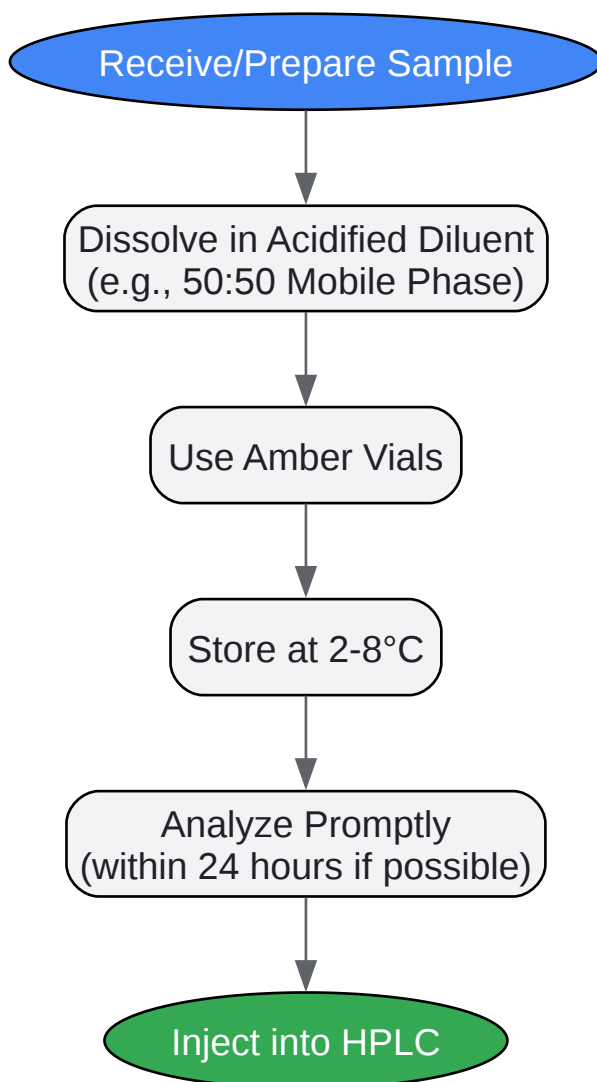 Receive/Prepare Sample
Dissolve in Acidified Diluent
(e.g., 50:50 Mobile Phase)
Use Amber Vials
Store at 2-8°C
Analyze Promptly
(within 24 hours if possible)
Inject into HPLC